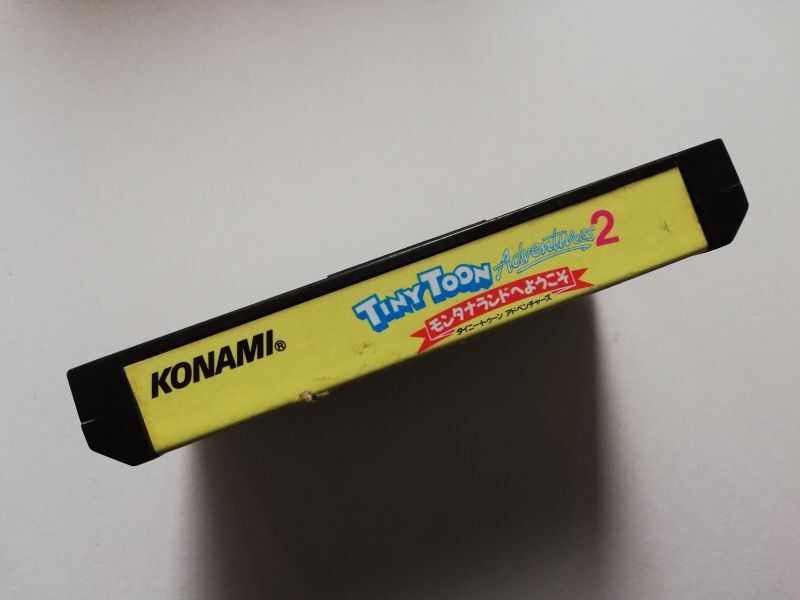 KONAMI®
TINY TOON Adventures 2
モンタナランドへようこそ
タイニートゥーン アドベンチャーズ